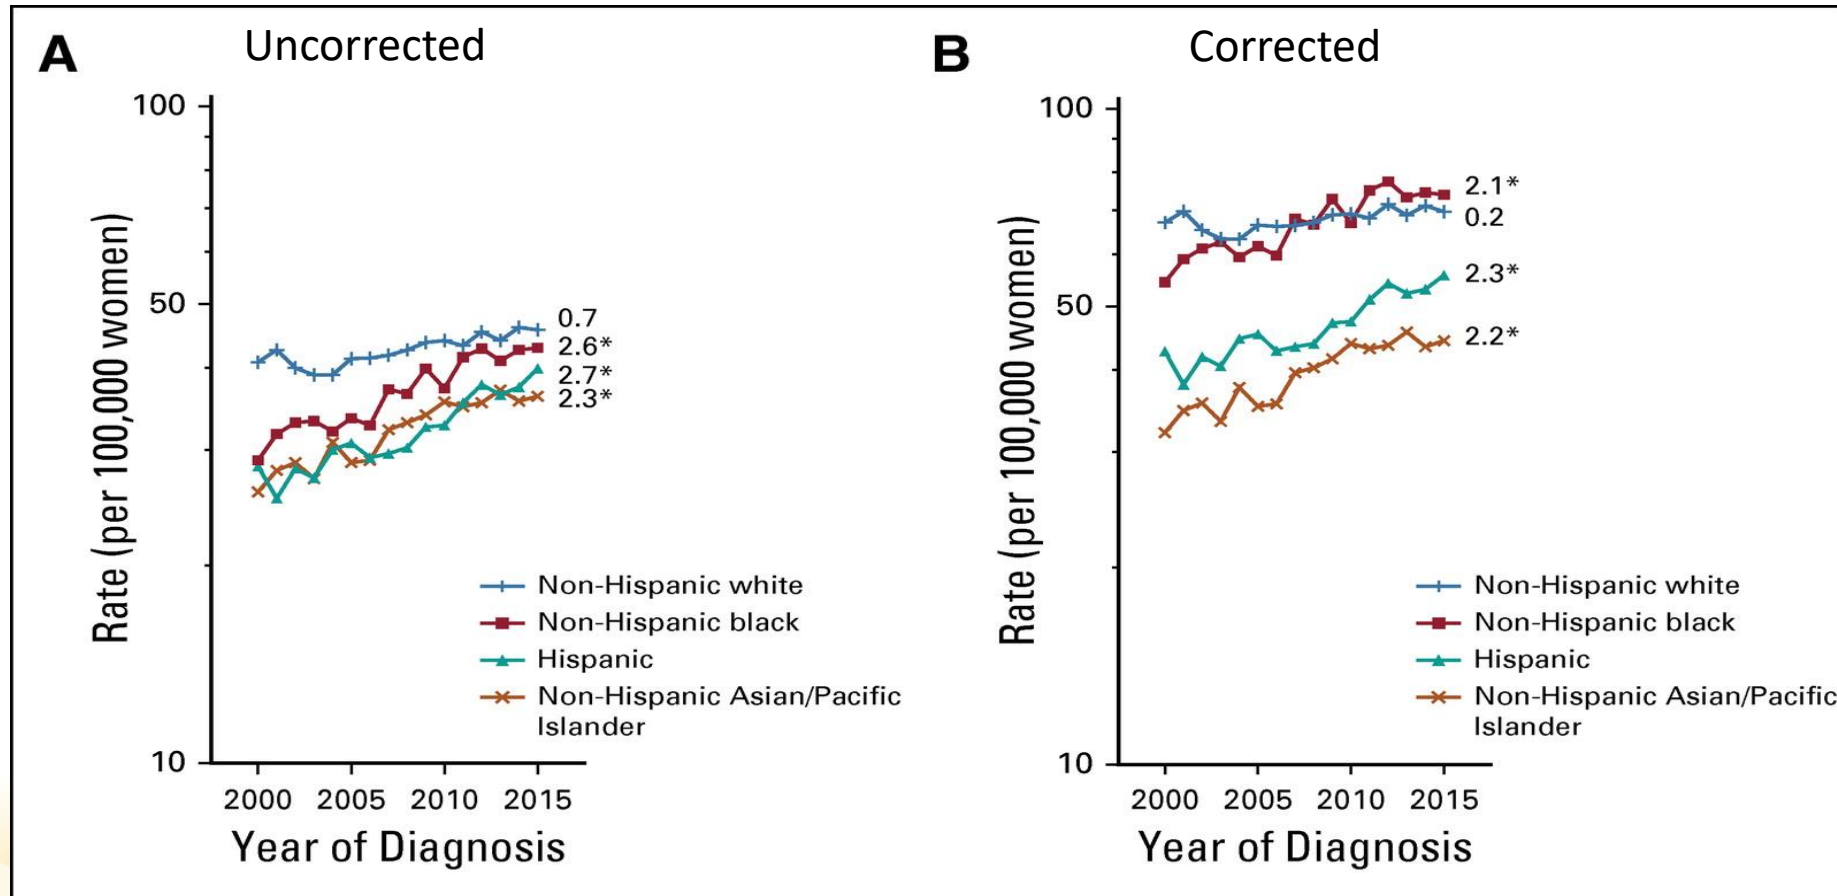 A
Uncorrected
100
50
10
Rate (per 100,000 women)
0.7
2.6*
2.7*
2.3*
Non-Hispanic white
Non-Hispanic black
Hispanic
Non-Hispanic Asian/Pacific
Islander
2000 2005 2010 2015
Year of Diagnosis
B
Corrected
100
50
10
Rate (per 100,000 women)
2.1*
0.2
2.3*
2.2*
Non-Hispanic white
Non-Hispanic black
Hispanic
Non-Hispanic Asian/Pacific
Islander
2000 2005 2010 2015
Year of Diagnosis